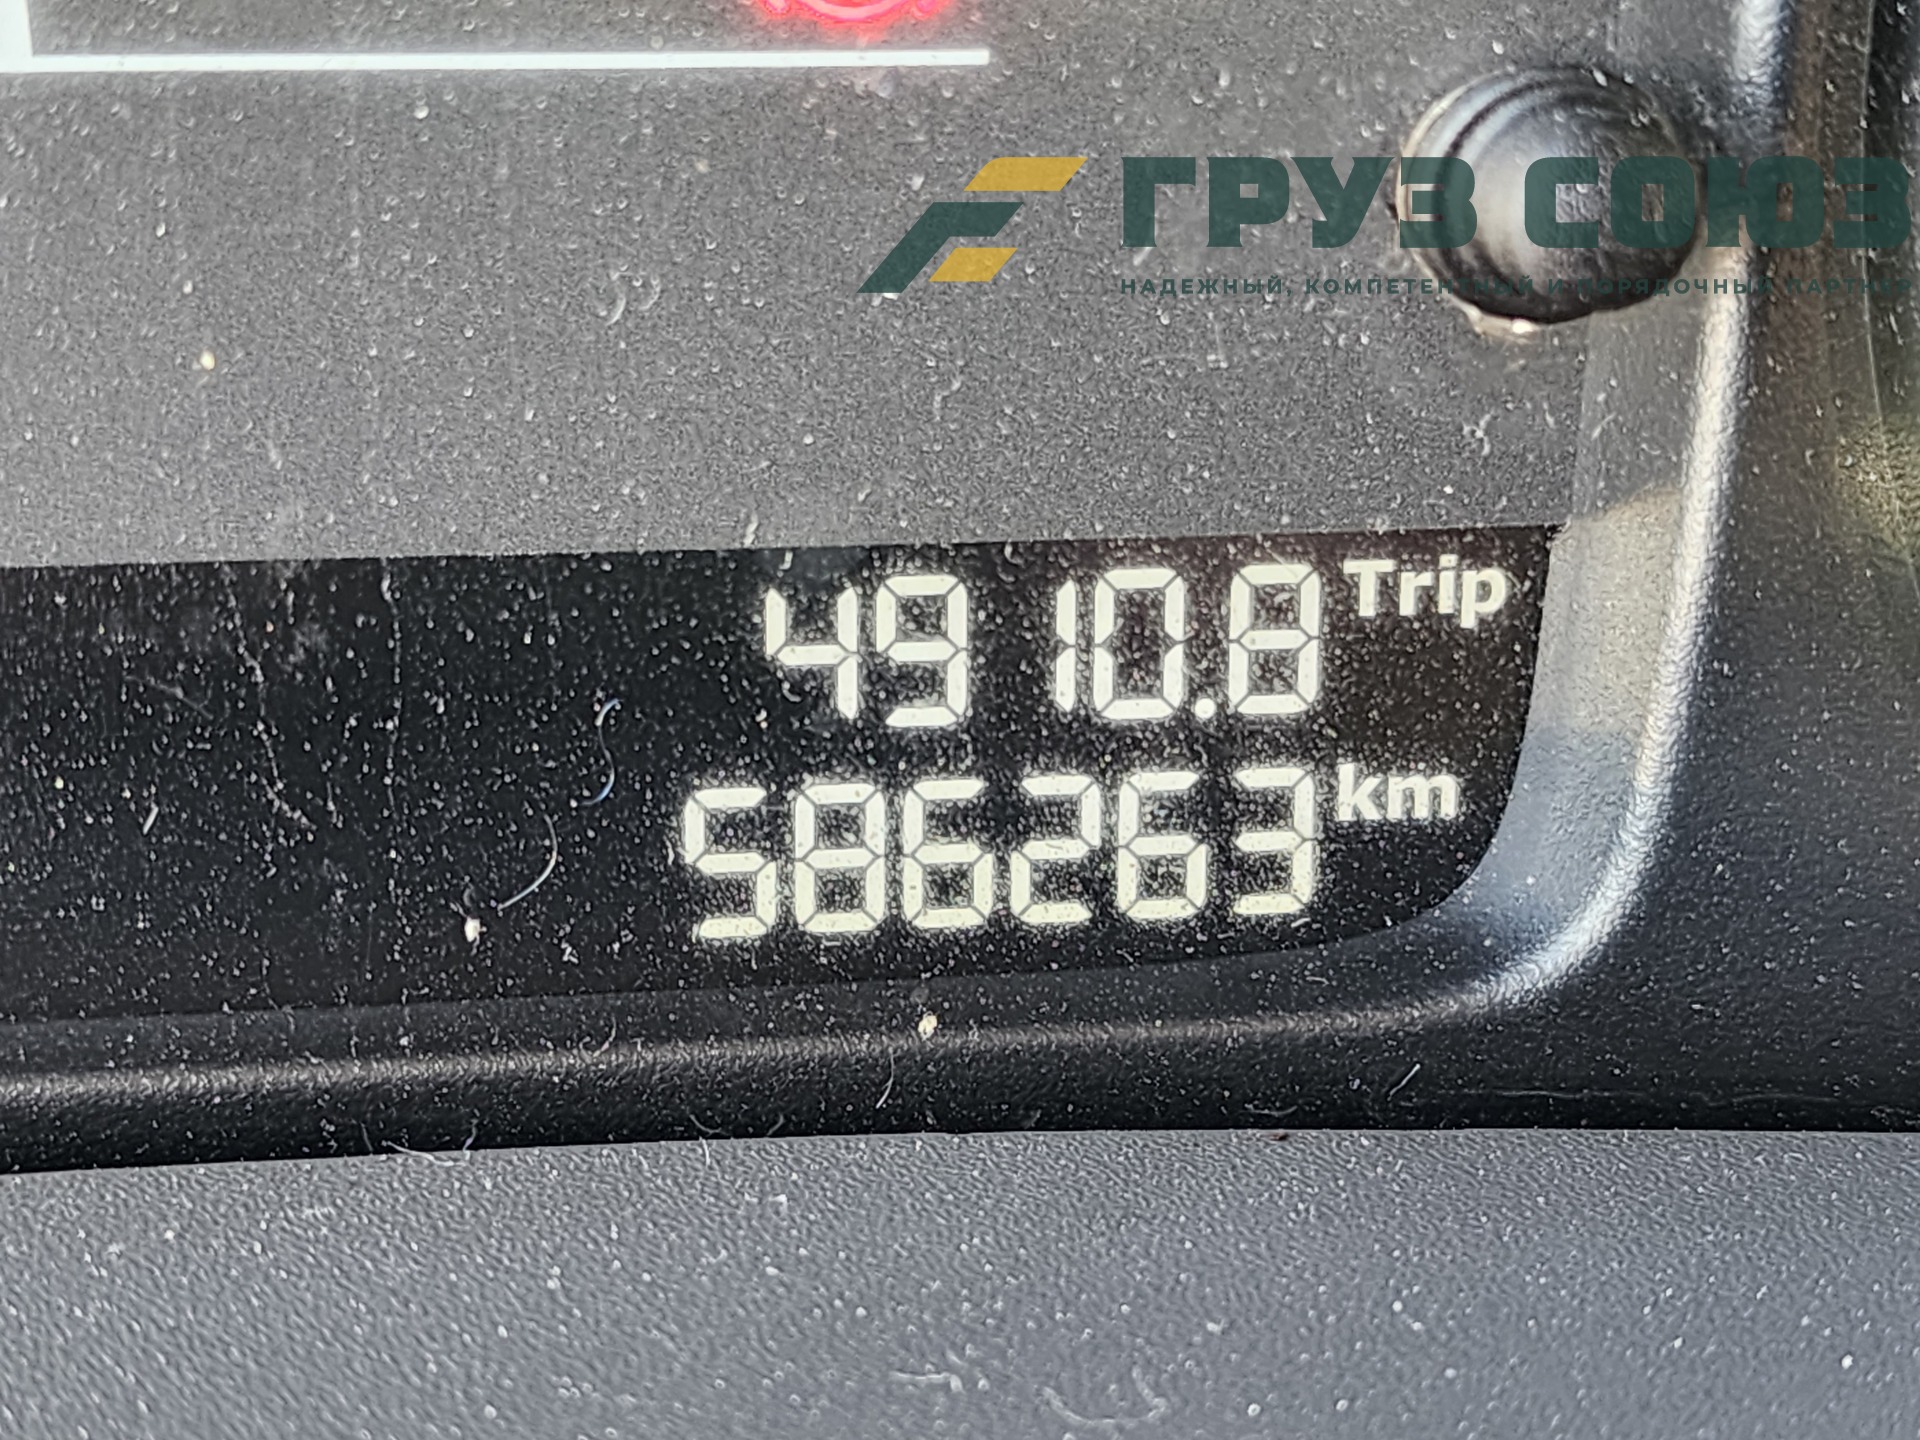 ГРУЗ СОЮЗ
НАДЕЖНЫЙ, КОМПЕТЕНТНЫЙ И ПОРЯДОЧНЫЙ ПАРТНЕР
4910.8 Trip
586263 km